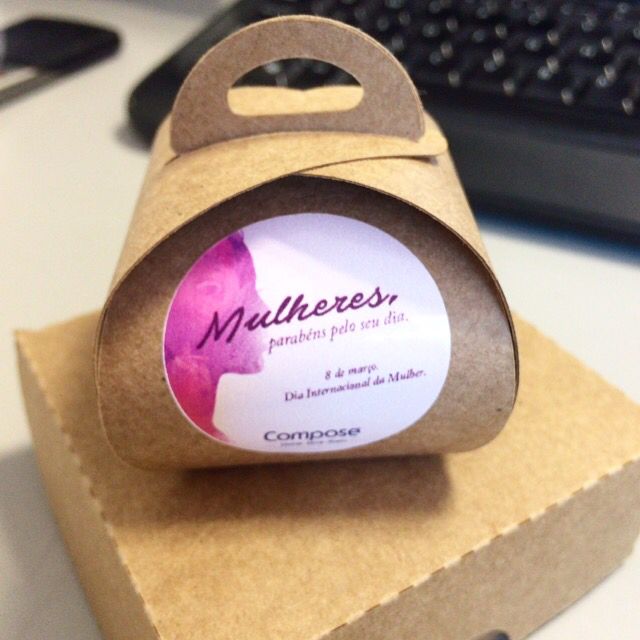 Mulheres,
parabéns pelo seu dia.
8 de março.
Dia Internacional da Mulher.
Compose